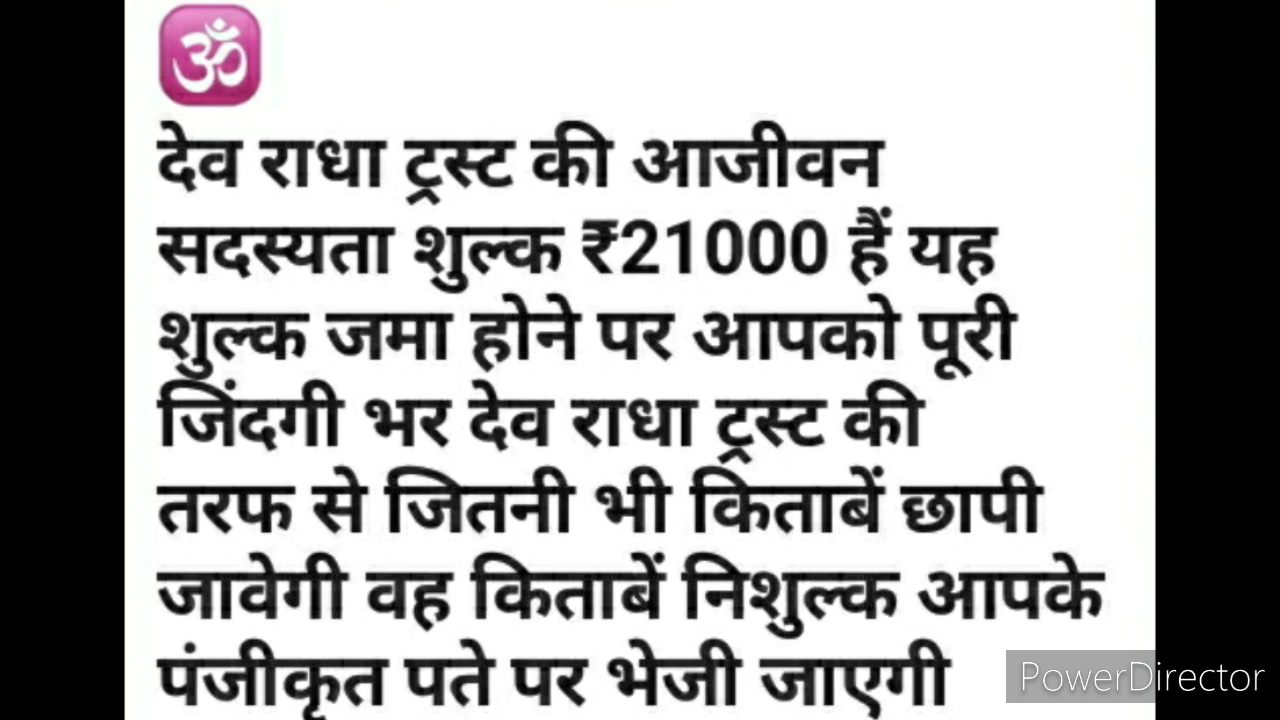 🕉
देव राधा ट्रस्ट की आजीवन
सदस्यता शुल्क ₹21000 हैं यह
शुल्क जमा होने पर आपको पूरी
जिंदगी भर देव राधा ट्रस्ट की
तरफ से जितनी भी किताबें छापी
जावेगी वह किताबें निशुल्क आपके
पंजीकृत पते पर भेजी जाएगी
PowerDirector